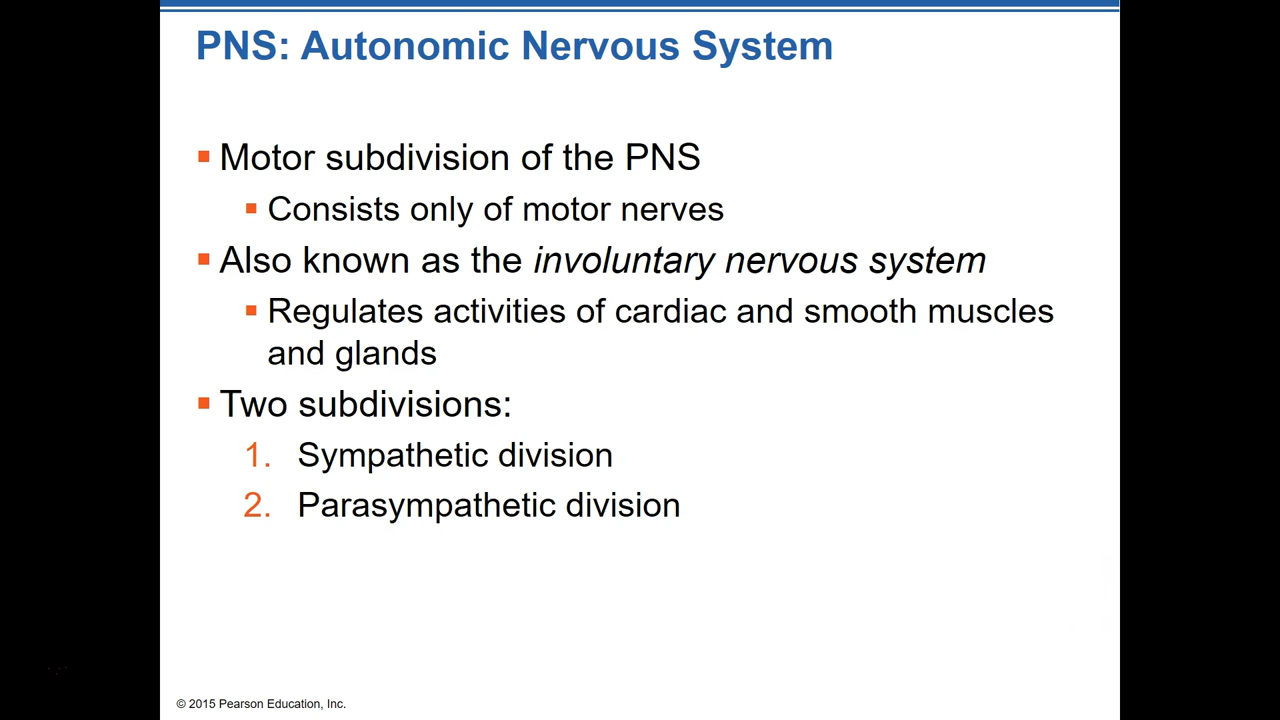 PNS: Autonomic Nervous System
▪ Motor subdivision of the PNS
▪ Consists only of motor nerves
▪ Also known as the involuntary nervous system
▪ Regulates activities of cardiac and smooth muscles
and glands
▪ Two subdivisions:
1. Sympathetic division
2. Parasympathetic division
© 2015 Pearson Education, Inc.